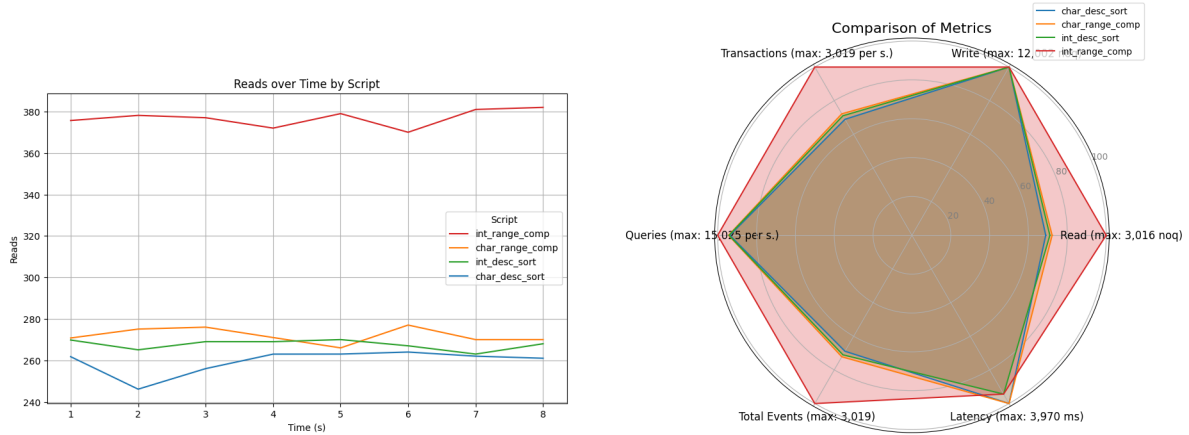 Reads over Time by Script
Reads
380
360
340
320
300
280
260
240
1 2 3 4 5 6 7 8
Time (s)
Script
int_range_comp
char_range_comp
int_desc_sort
char_desc_sort
Comparison of Metrics
char_desc_sort
char_range_comp
int_desc_sort
int_range_comp
Transactions (max: 3,019 per s.)
Write (max: 12,
100
80
60
40
20
Queries (max: 15,025 per s.)
Read (max: 3,016 noq)
Total Events (max: 3,019)
Latency (max: 3,970 ms)